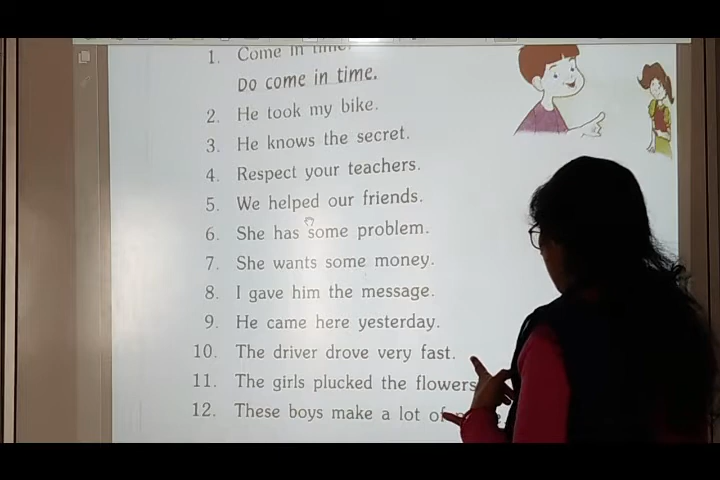 1. Come in time.
Do come in time.
2. He took my bike.
3. He knows the secret.
4. Respect your teachers.
5. We helped our friends.
6. She has some problem.
7. She wants some money.
8. I gave him the message.
9. He came here yesterday.
10. The driver drove very fast.
11. The girls plucked the flowers
12. These boys make a lot of